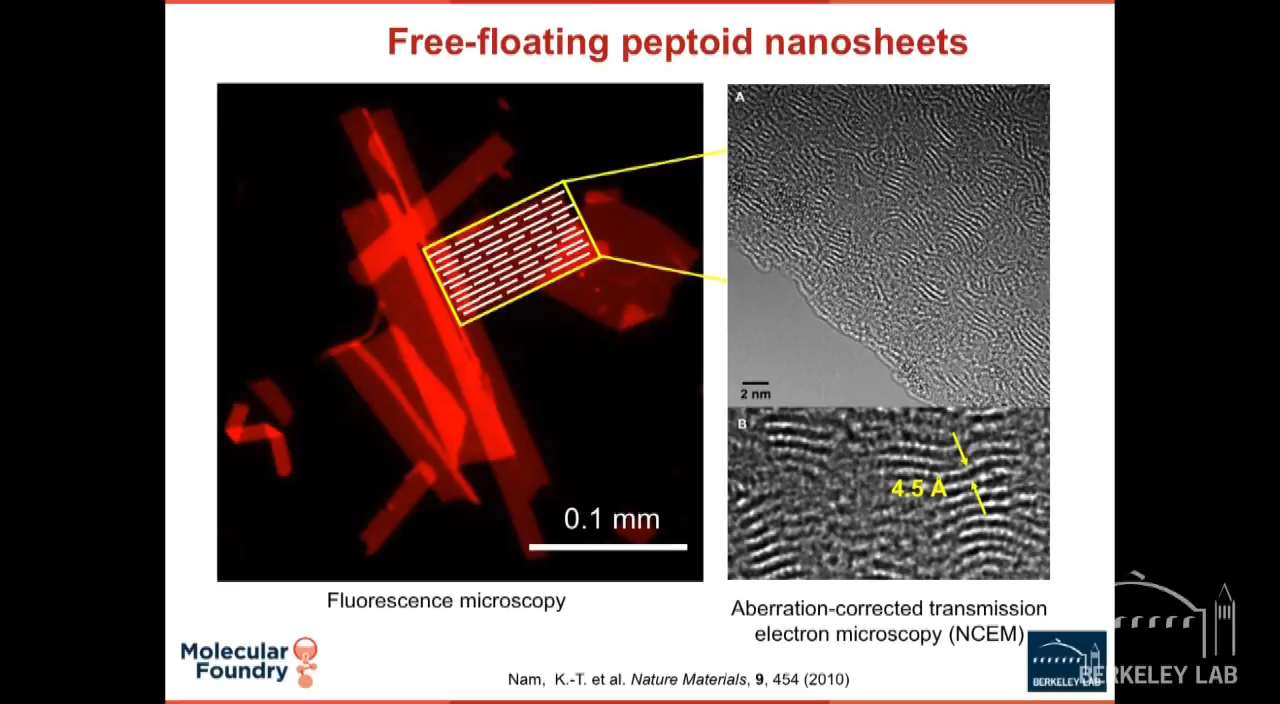 Free-floating peptoid nanosheets
A
2 nm
B
4.5 Å
0.1 mm
Fluorescence microscopy
Aberration-corrected transmission
electron microscopy (NCEM)
Molecular
Foundry
Nam, K.-T. et al. Nature Materials, 9, 454 (2010)
BERKELEY LAB
BERKELEY LAB